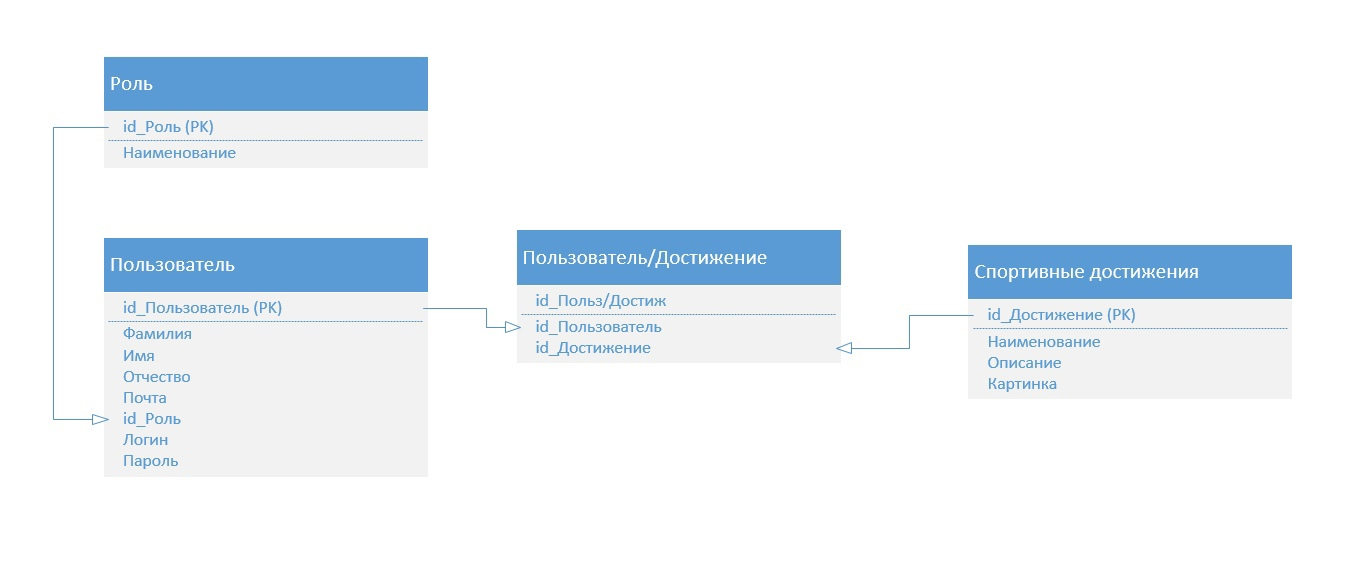 Роль
id_Роль (PK)
Наименование
Пользователь
id_Пользователь (PK)
Фамилия
Имя
Отчество
Почта
id_Роль
Логин
Пароль
Пользователь/Достижение
id_Польз/Достиж
id_Пользователь
id_Достижение
Спортивные достижения
id_Достижение (PK)
Наименование
Описание
Картинка